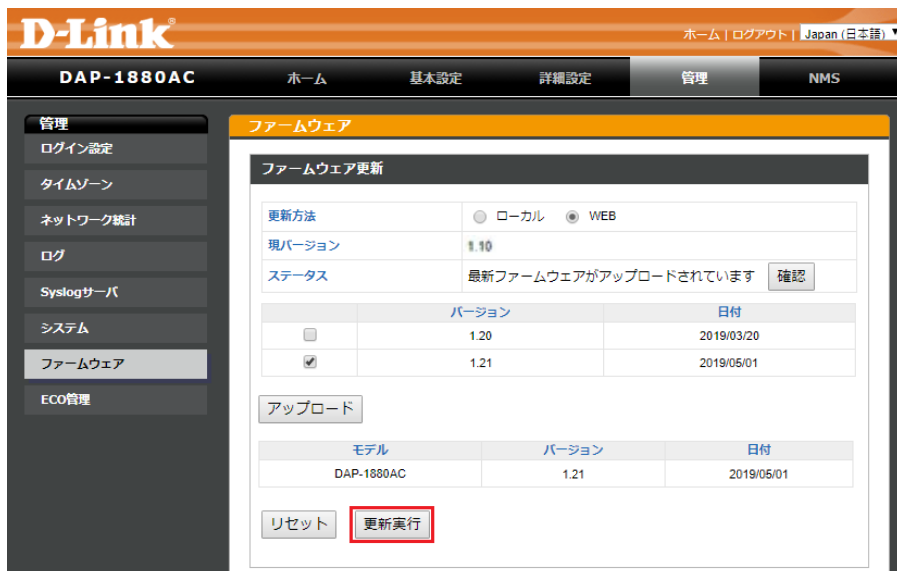 D-Link®
ホーム | ログアウト | Japan (日本語)
DAP-1880AC ホーム 基本設定 詳細設定 管理 NMS
管理
ログイン設定
タイムゾーン
ネットワーク統計
ログ
Syslogサーバ
システム
ファームウェア
ECO管理
ファームウェア
ファームウェア更新
更新方法 ローカル WEB
現バージョン 1.10
ステータス 最新ファームウェアがアップロードされています 確認
バージョン 日付
1.20 2019/03/20
1.21 2019/05/01
アップロード
モデル バージョン 日付
DAP-1880AC 1.21 2019/05/01
リセット 更新実行